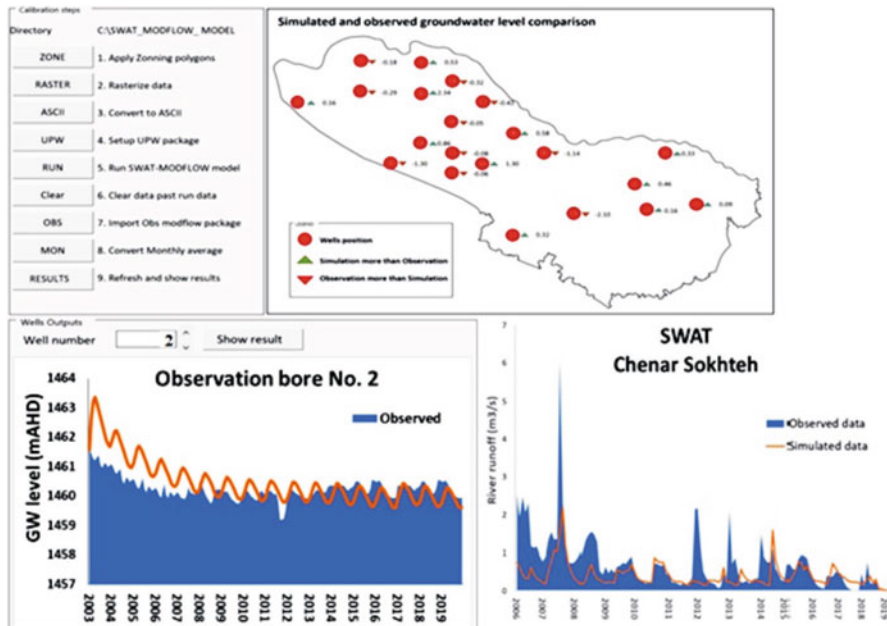 Calibration steps
Directory C:\SWAT_MODFLOW_ MODEL
ZONE 1. Apply Zonning polygons
RASTER 2. Rasterize data
ASCII 3. Convert to ASCII
UPW 4. Setup UPW package
RUN 5. Run SWAT-MODFLOW model
Clear 6. Clear data past run data
OBS 7. Import Obs modflow package
MON 8. Convert Monthly average
RESULTS 9. Refresh and show results
Simulated and observed groundwater level comparison
-0.18
0.53
-0.32
-0.29
2.34
0.58
-0.05
0.86
-1.14
0.33
-1.30
1.30
-0.06
0.46
0.09
-2.10
0.32
Wells position
Simulation more than Observation
Observation more than Simulation
Wells Outputs
Well number 2 Show result
Observation bore No. 2
Observed
GW level (mAHD)
1464
1463
1462
1461
1460
1459
1458
1457
2003 2004 2005 2006 2007 2008 2009 2010 2011 2012 2013 2014 2015 2016 2017 2018 2019
SWAT
Chenar Sokhteh
Observed data
Simulated data
River runoff (m3/s)
7
6
5
4
3
2
1
0
2006 2007 2008 2009 2010 2011 2012 2013 2014 2015 2016 2017 2018 2019